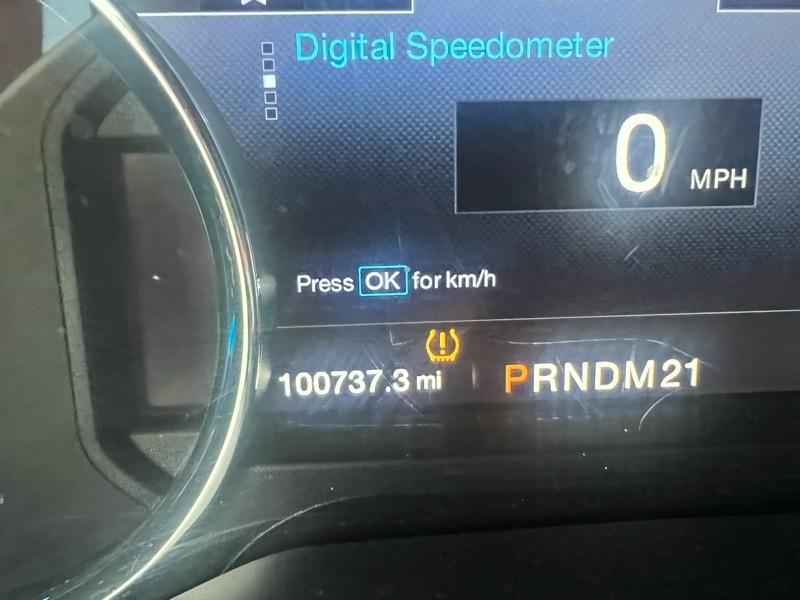 Digital Speedometer
0 MPH
Press OK for km/h
100737.3 mi PRNDM21